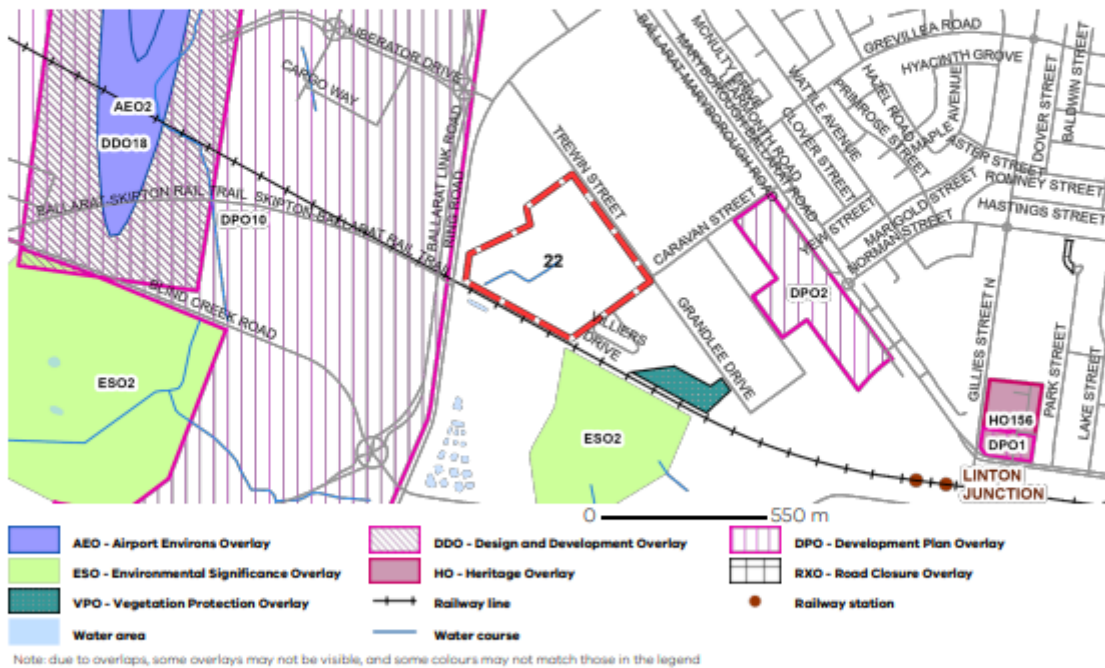 LIBERATOR DRIVE
CARGO WAY
AEO2
DDO18
BALLARAT-SKIPTON RAIL TRAIL
SKIPTON-BALLARAT RAIL TRAIL
DPO10
BLIND CREEK ROAD
ESO2
BALLARAT LINK ROAD
RING ROAD
22
TREWIN STREET
CARAVAN STREET
VILLIERS
DRIVE
GRANDLEE DRIVE
ESO2
DPO2
BALLARAT-MARYBOROUGH ROAD
MARYBOROUGH-BALLARAT ROAD
LEARMONTH ROAD
MCNULTY DRIVE
WATTLE AVENUE
CLOVER STREET
YEW STREET
PRIMROSE STREET
HAZEL ROAD
MAPLE AVENUE
GREVILLEA ROAD
HYACINTH GROVE
ASTER STREET
MARIGOLD STREET
NORMAN STREET
ROMNEY STREET
HASTINGS STREET
DOVER STREET
BALDWIN STREET
GILLIES STREET N
PARK STREET
LAKE STREET
HO156
DPO1
LINTON
JUNCTION
0 550 m
AEO - Airport Environs Overlay
DDO - Design and Development Overlay
DPO - Development Plan Overlay
ESO - Environmental Significance Overlay
HO - Heritage Overlay
RXO - Road Closure Overlay
VPO - Vegetation Protection Overlay
Railway line
Railway station
Water area
Water course
Note: due to overlaps, some overlays may not be visible, and some colours may not match those in the legend